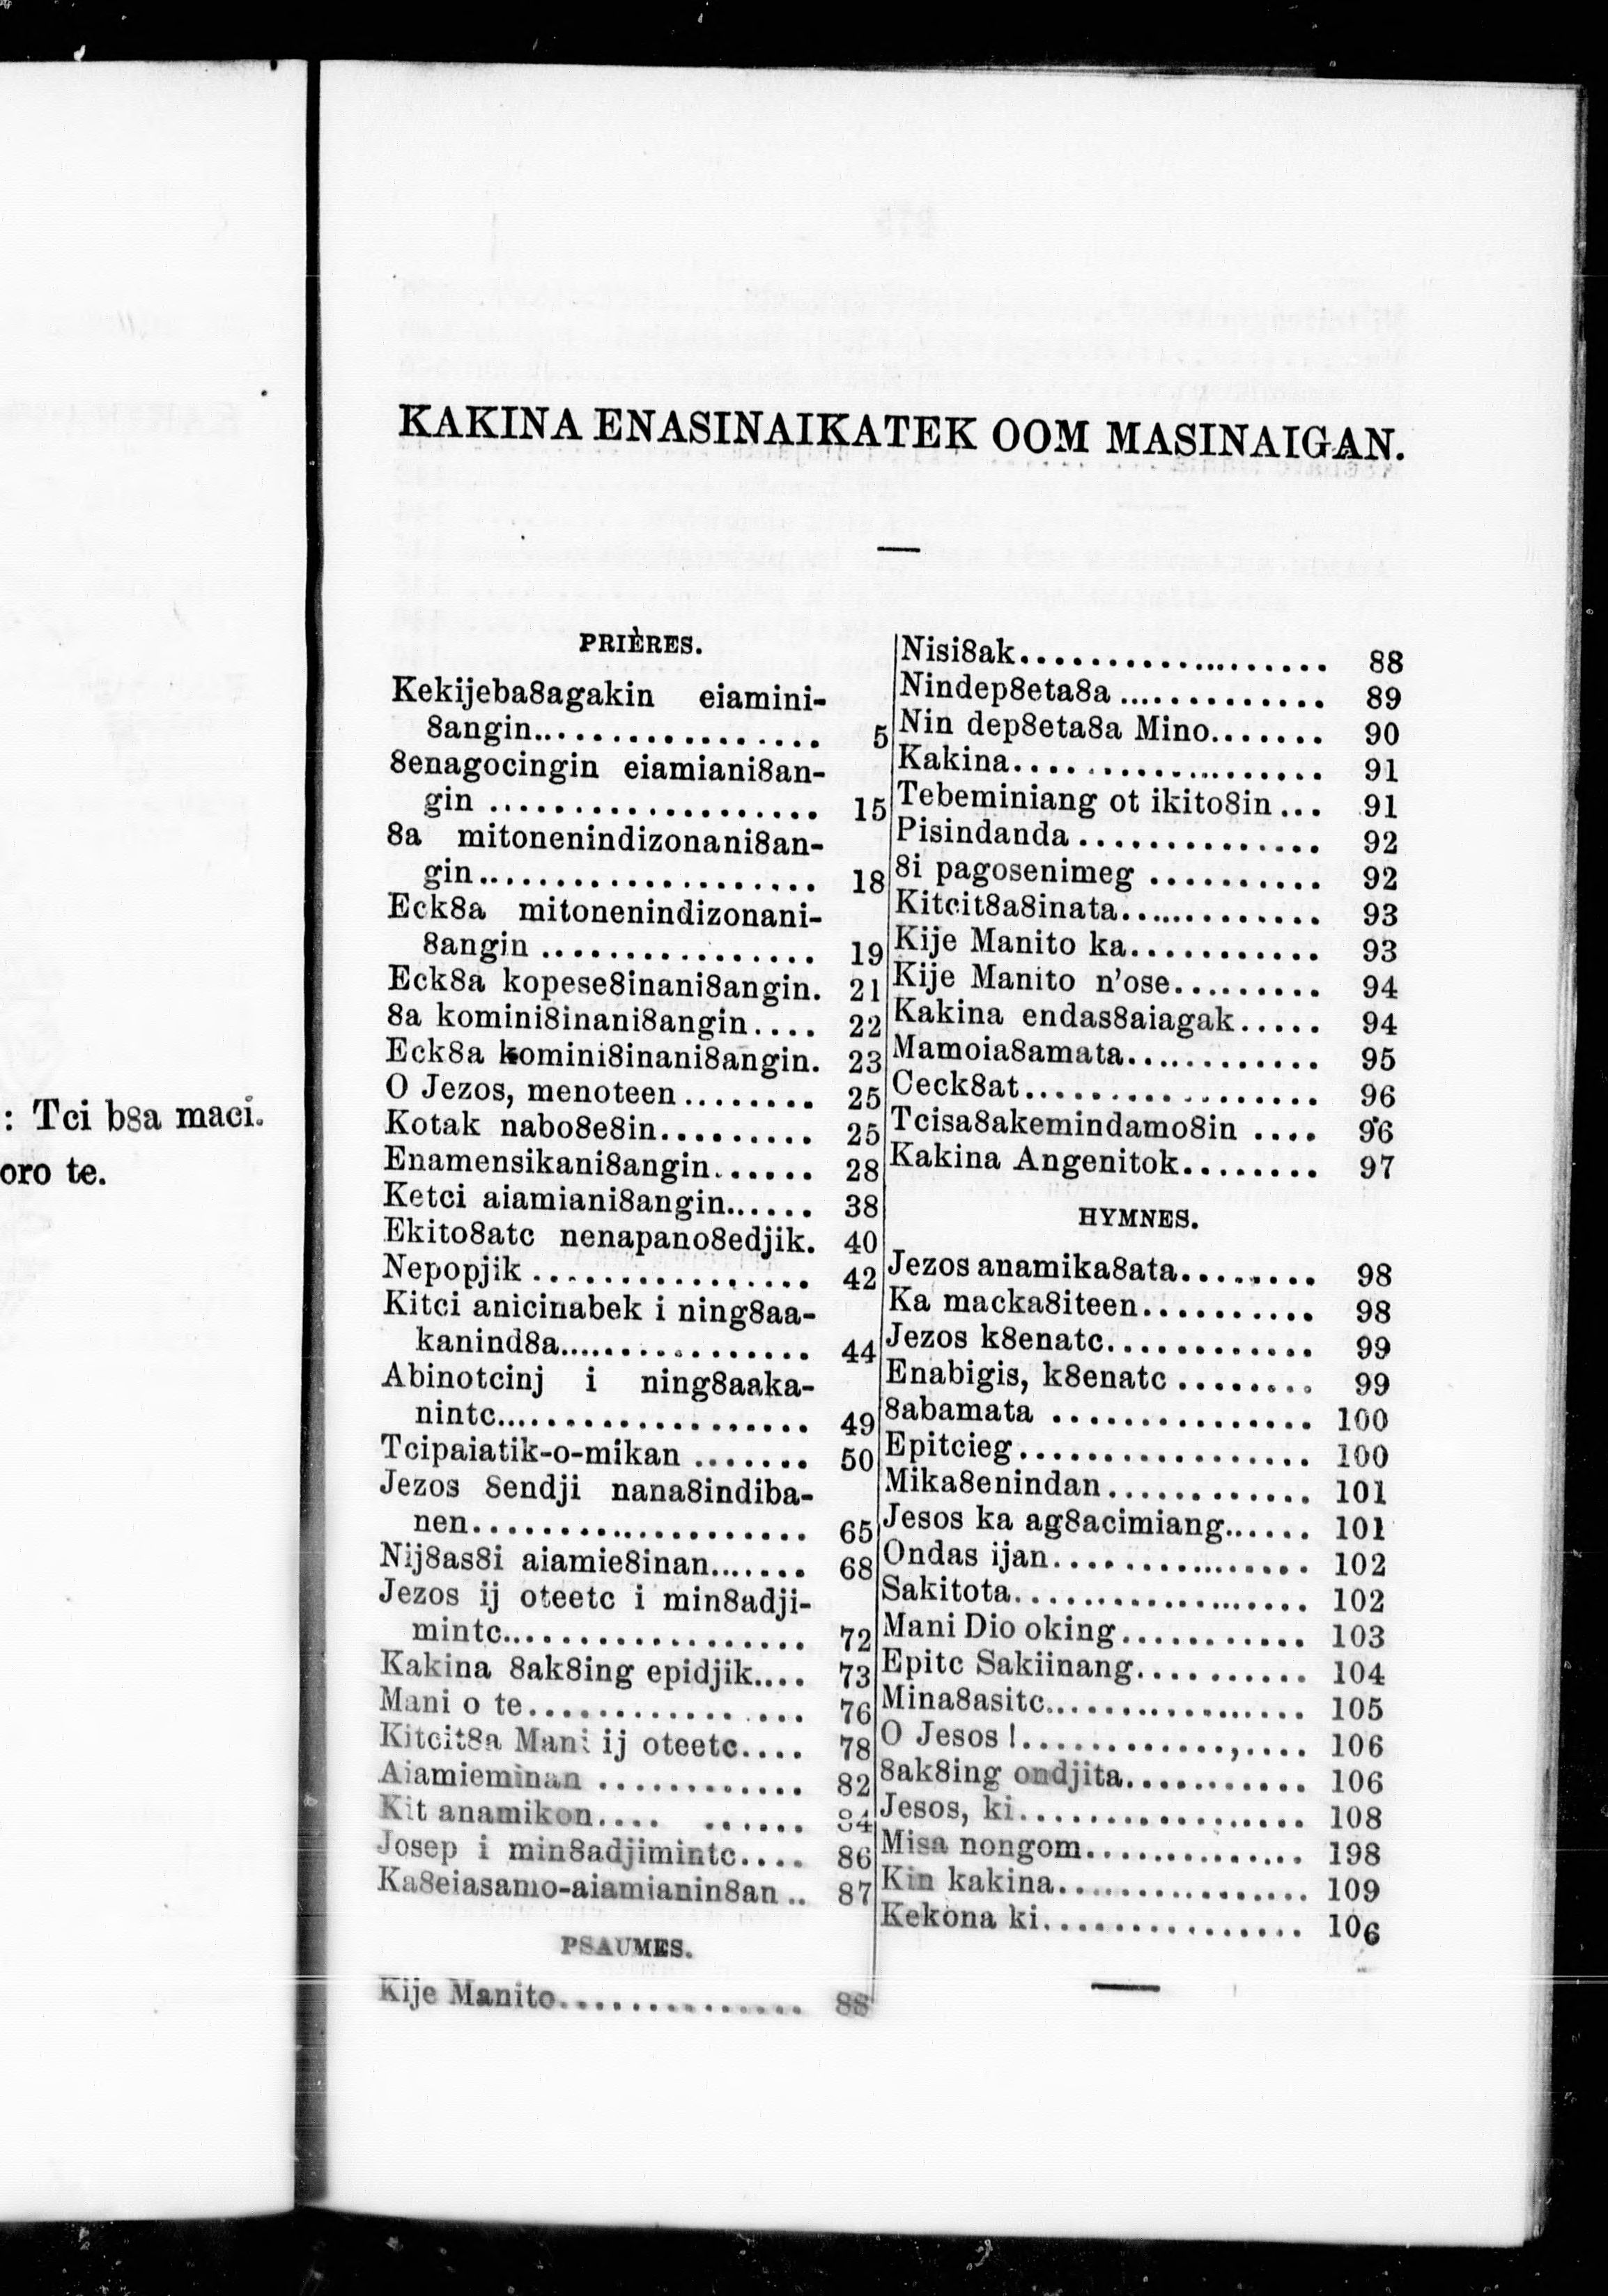 : Tci b8a maci.
oro te.
KAKINA ENASINAIKATEK OOM MASINAIGAN.
PRIÈRES.
Kekijeba8agakin eiamini-
8angin................ 5
8enagocingin eiamiani8an-
gin ................... 15
8a mitonenindizonani8an-
gin.................... 18
Eck8a mitonenindizonani-
8angin ................ 19
Eck8a kopese8inani8angin. 21
8a komini8inani8angin.... 22
Eck8a komini8inani8angin. 23
O Jezos, menoteen........ 25
Kotak nabo8e8in......... 25
Enamensikani8angin...... 28
Ketci aiamiani8angin...... 38
Ekito8atc nenapano8edjik. 40
Nepopjik ................ 42
Kitci anicinabek i ning8aa-
kanind8a................ 44
Abinotcinj i ning8aaka-
nintc................... 49
Tcipaiatik-o-mikan ....... 50
Jezos 8endji nana8indiba-
nen.................... 65
Nij8as8i aiamie8inan....... 68
Jezos ij oteetc i min8adji-
mintc.................. 72
Kakina 8ak8ing epidjik.... 73
Mani o te................ 76
Kitcit8a Mani ij oteetc.... 78
Aiamieminan ............ 82
Kit anamikon.... ...... 84
Josep i min8adjimintc.... 86
Ka8eiasamo-aiamianin8an .. 87
PSAUMES.
Kije Manito.............. 88
Nisi8ak.................. 88
Nindep8eta8a ............ 89
Nin dep8eta8a Mino....... 90
Kakina.................. 91
Tebeminiang ot ikito8in... 91
Pisindanda .............. 92
8i pagosenimeg .......... 92
Kitcit8a8inata............ 93
Kije Manito ka........... 93
Kije Manito n'ose......... 94
Kakina endas8aiagak..... 94
Mamoia8amata............ 95
Ceck8at................. 96
Tcisa8akemindamo8in .... 96
Kakina Angenitok........ 97
HYMNES.
Jezos anamika8ata........ 98
Ka macka8iteen.......... 98
Jezos k8enatc............ 99
Enabigis, k8enatc ........ 99
8abamata ............... 100
Epitcieg................. 100
Mika8enindan............ 101
Jesos ka ag8acimiang...... 101
Ondas ijan............... 102
Sakitota................. 102
Mani Dio oking........... 103
Epitc Sakiinang.......... 104
Mina8asitc............... 105
O Jesos !............,.... 106
8ak8ing ondjita........... 106
Jesos, ki................. 108
Misa nongom............. 198
Kin kakina............... 109
Kekona ki............... 106